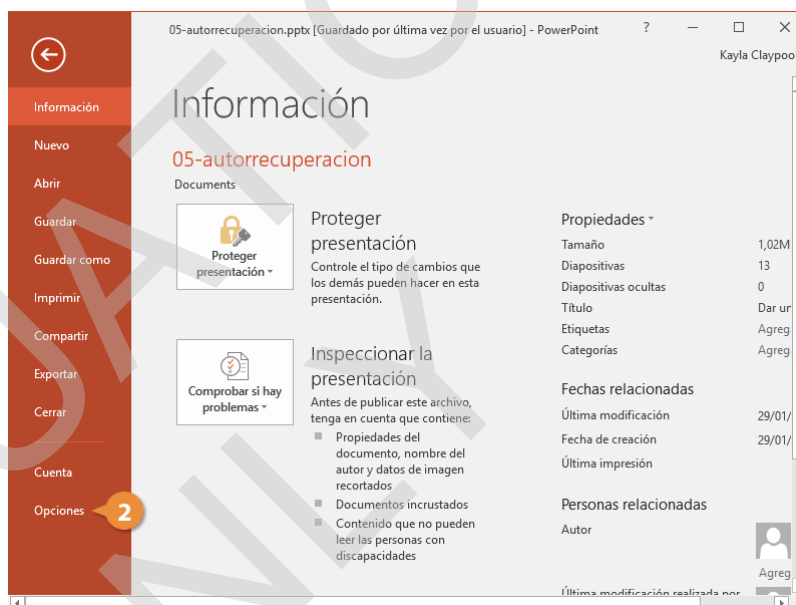 05-autorrecuperacion.pptx [Guardado por última vez por el usuario] - PowerPoint
?
Kayla Claypoo
Información
Nuevo
Abrir
Guardar
Guardar como
Imprimir
Compartir
Exportar
Cerrar
Cuenta
Opciones
2
Información
05-autorrecuperacion
Documents
Proteger
presentación
Proteger
presentación
Controle el tipo de cambios que
los demás pueden hacer en esta
presentación.
Comprobar si hay
problemas
Inspeccionar la
presentación
Antes de publicar este archivo,
tenga en cuenta que contiene:
Propiedades del
documento, nombre del
autor y datos de imagen
recortados
Documentos incrustados
Contenido que no pueden
leer las personas con
discapacidades
Propiedades
Tamaño 1,02M
Diapositivas 13
Diapositivas ocultas 0
Título Dar un
Etiquetas Agreg
Categorías Agreg
Fechas relacionadas
Última modificación 29/01/
Fecha de creación 29/01/
Última impresión
Personas relacionadas
Autor
Agreg
Última modificación realizada por